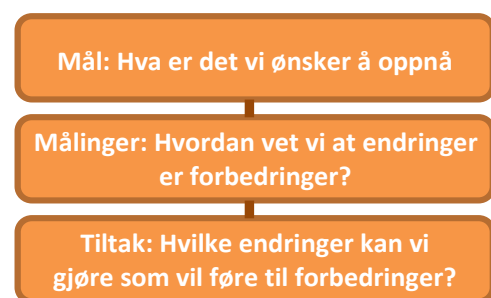 Mål: Hva er det vi ønsker å oppnå
Målinger: Hvordan vet vi at endringer
er forbedringer?
Tiltak: Hvilke endringer kan vi
gjøre som vil føre til forbedringer?